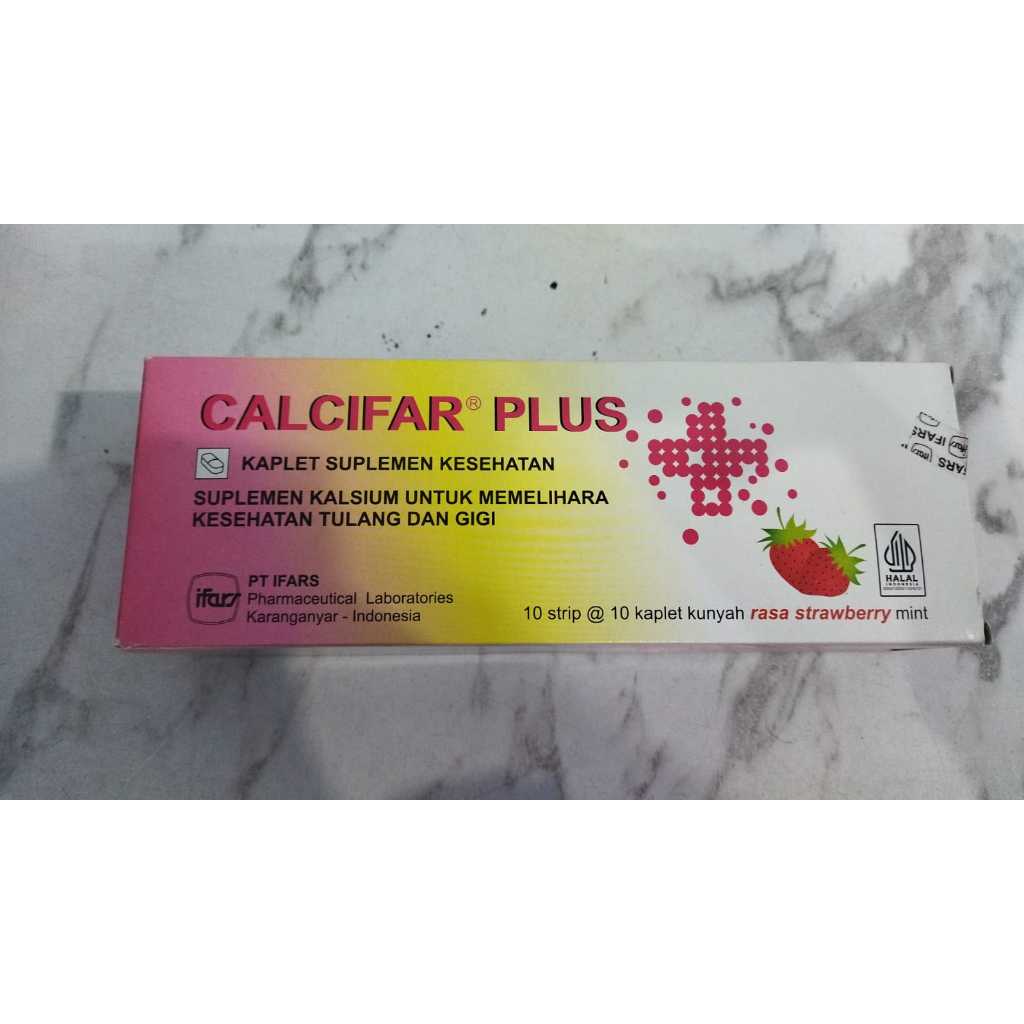 CALCIFAR® PLUS
KAPLET SUPLEMEN KESEHATAN
SUPLEMEN KALSIUM UNTUK MEMELIHARA
KESEHATAN TULANG DAN GIGI
ifars
PT IFARS
Pharmaceutical Laboratories
Karanganyar - Indonesia
10 strip @ 10 kaplet kunyah rasa strawberry mint
HALAL
INDONESIA
IFARS